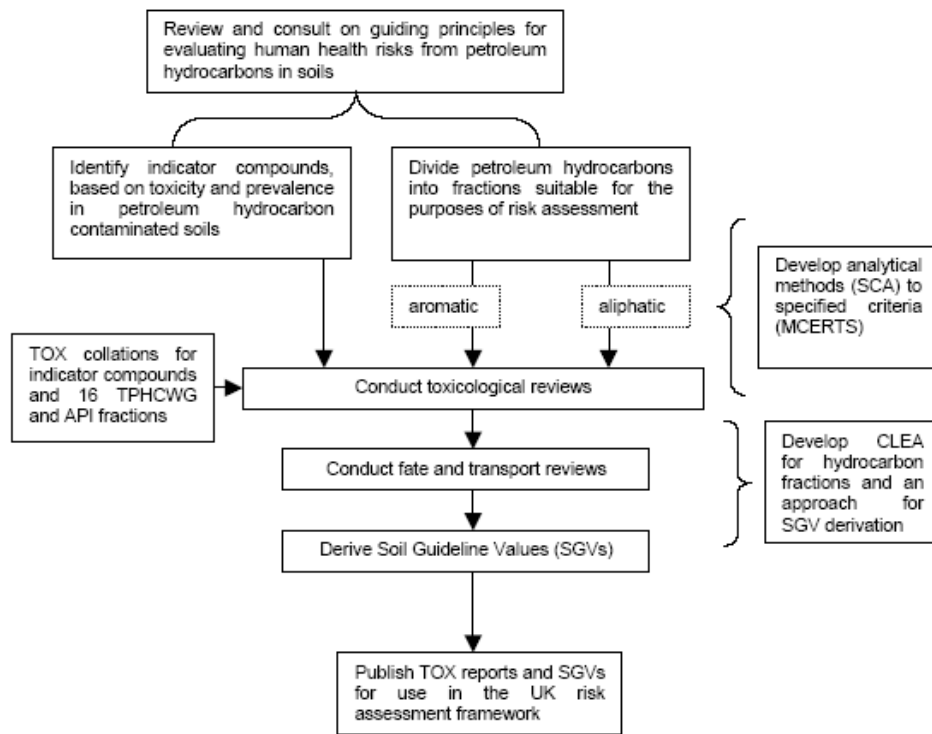 Review and consult on guiding principles for
evaluating human health risks from petroleum
hydrocarbons in soils
Identify indicator compounds,
based on toxicity and prevalence
in petroleum hydrocarbon
contaminated soils
Divide petroleum hydrocarbons
into fractions suitable for the
purposes of risk assessment
aromatic
aliphatic
Develop analytical
methods (SCA) to
specified criteria
(MCERTS)
TOX collations for
indicator compounds
and 16 TPHCWG
and API fractions
Conduct toxicological reviews
Conduct fate and transport reviews
Develop CLEA
for hydrocarbon
fractions and an
approach for
SGV derivation
Derive Soil Guideline Values (SGVs)
Publish TOX reports and SGVs
for use in the UK risk
assessment framework